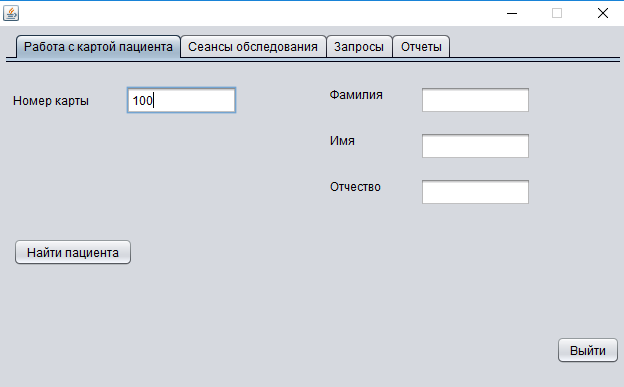 Работа с картой пациента Сеансы обследования Запросы Отчеты
Номер карты 100 Фамилия
Имя
Отчество
Найти пациента
Выйти